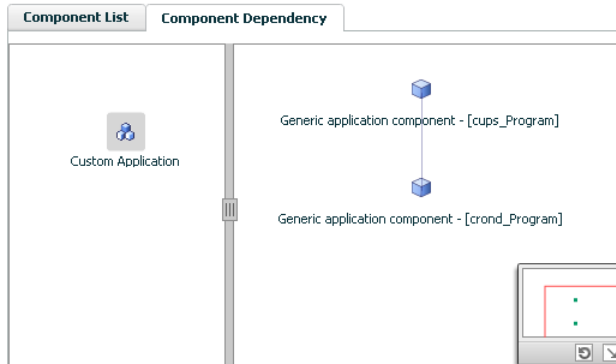 Component List
Component Dependency
Custom Application
Generic application component - [cups_Program]
Generic application component - [crond_Program]